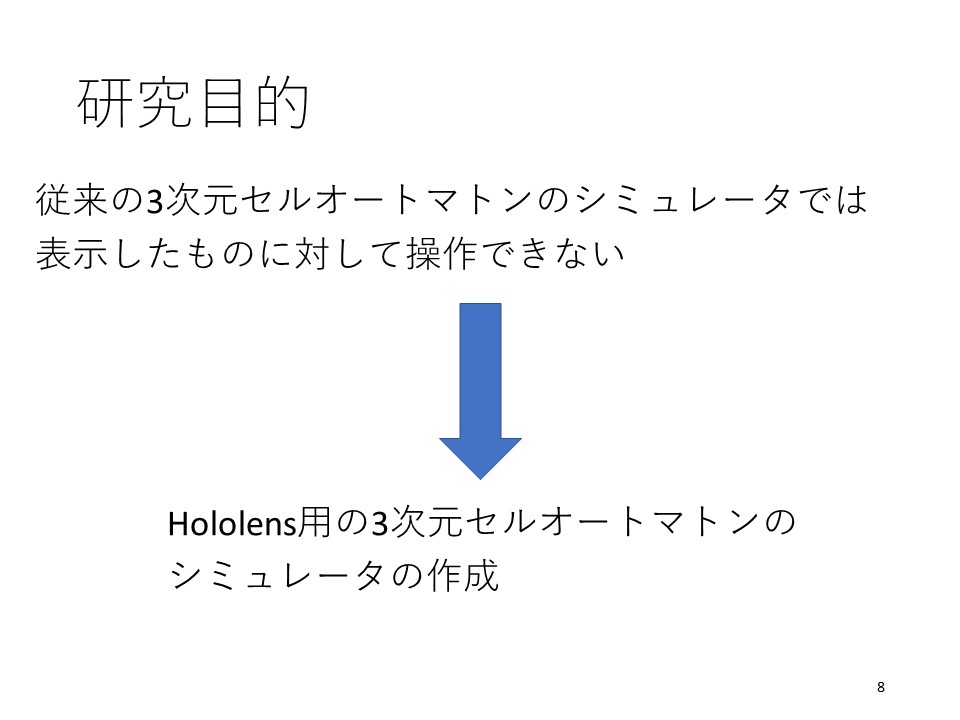 研究目的
従来の3次元セルオートマトンのシミュレータでは
表示したものに対して操作できない
Hololens用の3次元セルオートマトンの
シミュレータの作成
8